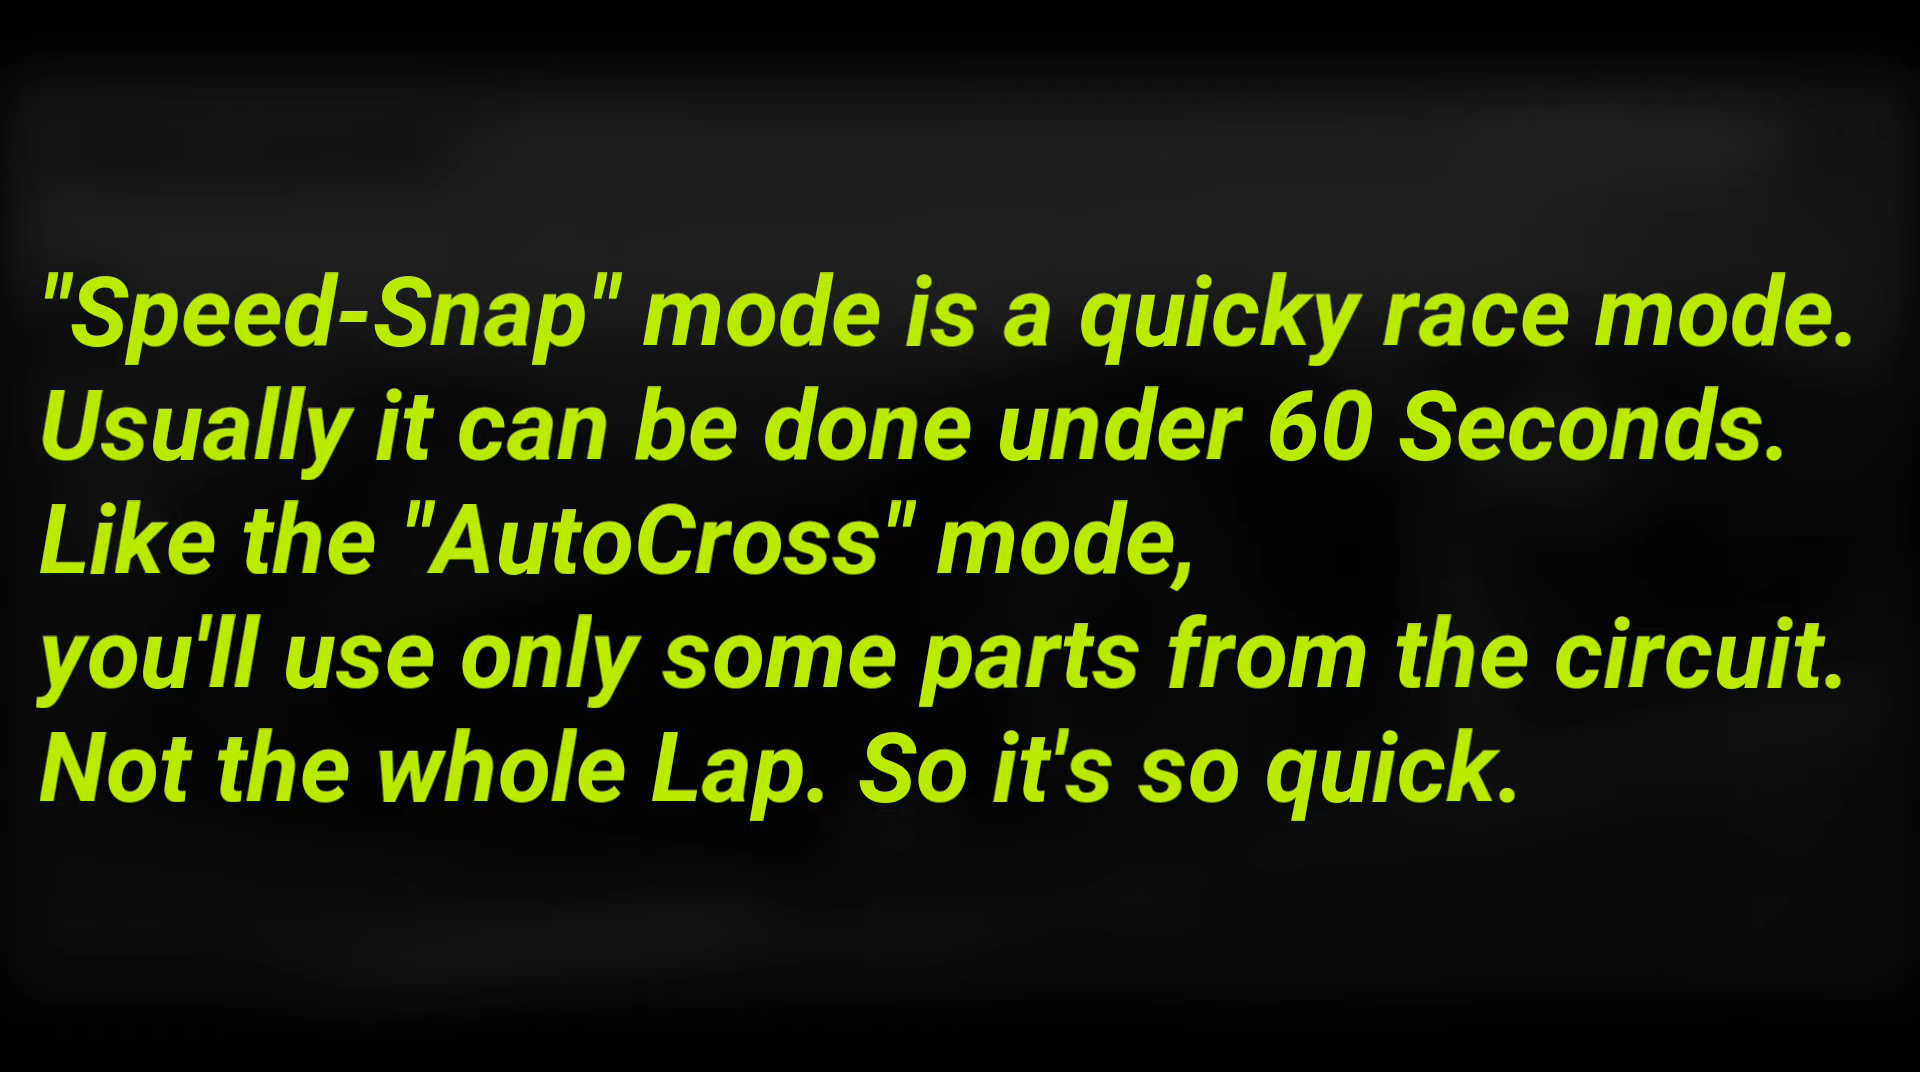 "Speed-Snap" mode is a quicky race mode.
Usually it can be done under 60 Seconds.
Like the "AutoCross" mode,
you'll use only some parts from the circuit.
Not the whole Lap. So it's so quick.